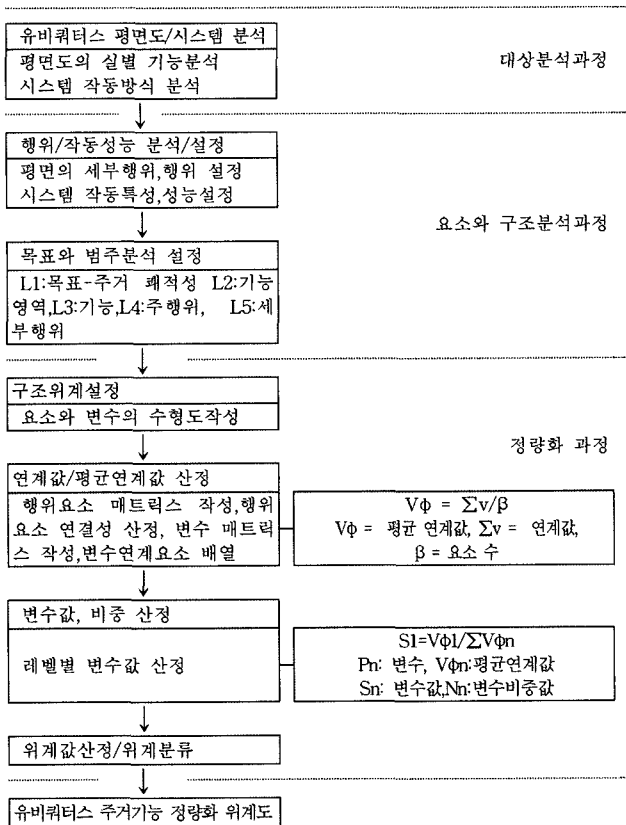 유비쿼터스 평면도/시스템 분석
평면도의 실별 기능분석
시스템 작동방식 분석
대상분석과정
행위/작동성능 분석/설정
평면의 세부행위,행위 설정
시스템 작동특성,성능설정
요소와 구조분석과정
목표와 범주분석 설정
L1:목표-주거 쾌적성 L2:기능
영역,L3:기능,L4:주행위, L5:세
부행위
구조위계설정
요소와 변수의 수형도작성
정량화 과정
연계값/평균연계값 산정
행위요소 매트릭스 작성,행위
요소 연결성 산정, 변수 매트릭
스 작성,변수연계요소 배열
Vϕ = ∑v/β
Vϕ = 평균 연계값, ∑v = 연계값,
β = 요소 수
변수값, 비중 산정
레벨별 변수값 산정
S1=Vϕ1/∑Vϕn
Pn: 변수, Vϕn:평균연계값
Sn: 변수값,Nn:변수비중값
위계값산정/위계분류
유비쿼터스 주거기능 정량화 위계도